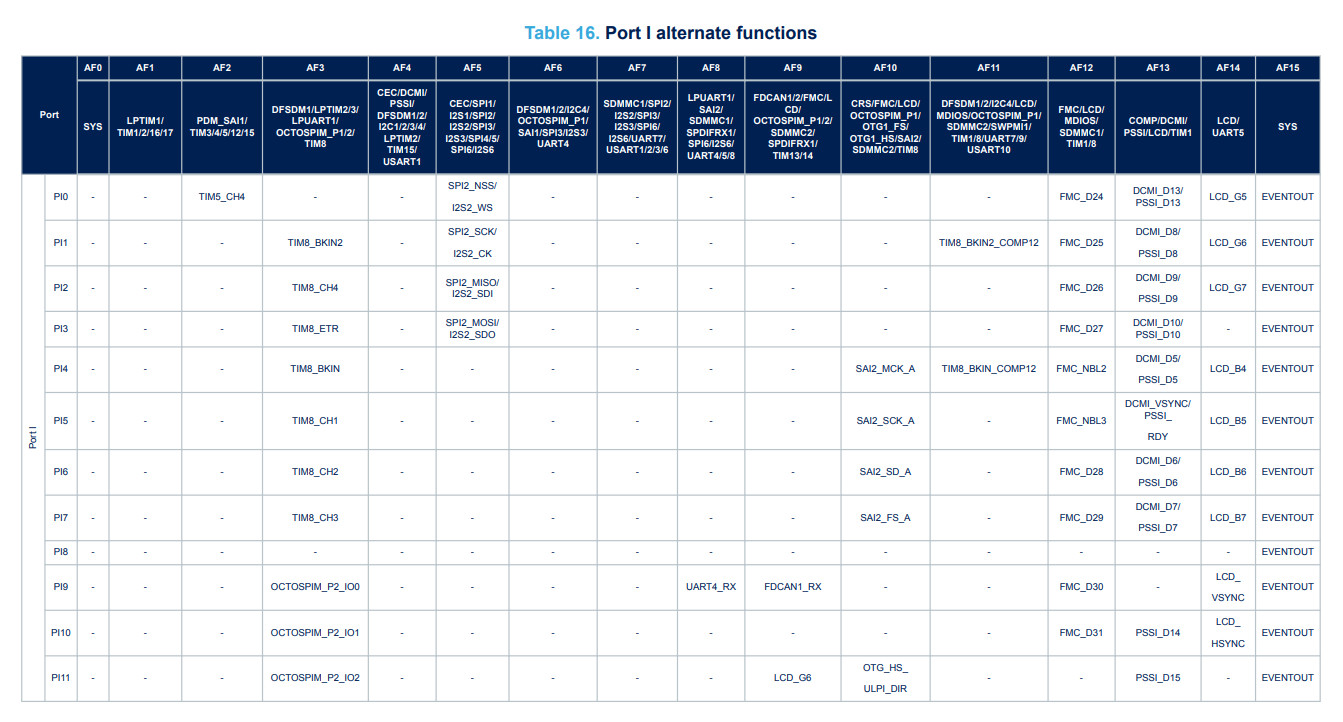 Table 16. Port I alternate functions
Port AF0 AF1 AF2 AF3 AF4 AF5 AF6 AF7 AF8 AF9 AF10 AF11 AF12 AF13 AF14 AF15
SYS
LPTIM1/
TIM1/2/16/17
PDM_SAI1/
TIM3/4/5/12/15
DFSDM1/LPTIM2/3/
LPUART1/
OCTOSPIM_P1/2/
TIM8
CEC/DCMI/
PSSI/
DFSDM1/2/
I2C1/2/3/4/
LPTIM2/
TIM15/
USART1
CEC/SPI1/
I2S1/SPI2/
I2S2/SPI3/
I2S3/SPI4/5/
SPI6/I2S6
DFSDM1/2/I2C4/
OCTOSPIM_P1/
SAI1/SPI3/I2S3/
UART4
SDMMC1/SPI2/
I2S2/SPI3/
I2S3/SPI6/
I2S6/UART7/
USART1/2/3/6
LPUART1/
SAI2/
SDMMC1/
SPDIFRX1/
SPI6/I2S6/
UART4/5/8
FDCAN1/2/FMC/L
CD/
OCTOSPIM_P1/2/
SDMMC2/
SPDIFRX1/
TIM13/14
CRS/FMC/LCD/
OCTOSPIM_P1/
OTG1_FS/
OTG1_HS/SAI2/
SDMMC2/TIM8
DFSDM1/2/I2C4/LCD/
MDIOS/OCTOSPIM_P1/
SDMMC2/SWPMI1/
TIM1/8/UART7/9/
USART10
FMC/LCD/
MDIOS/
SDMMC1/
TIM1/8
COMP/DCMI/
PSSI/LCD/TIM1
LCD/
UART5
SYS
Port I
PI0 - - TIM5_CH4 - - SPI2_NSS/
I2S2_WS
- - - - - - FMC_D24 DCMI_D13/
PSSI_D13
LCD_G5 EVENTOUT
PI1 - - - TIM8_BKIN2 - SPI2_SCK/
I2S2_CK
- - - - - TIM8_BKIN2_COMP12 FMC_D25 DCMI_D8/
PSSI_D8
LCD_G6 EVENTOUT
PI2 - - - TIM8_CH4 - SPI2_MISO/
I2S2_SDI
- - - - - - FMC_D26 DCMI_D9/
PSSI_D9
LCD_G7 EVENTOUT
PI3 - - - TIM8_ETR - SPI2_MOSI/
I2S2_SDO
- - - - - - FMC_D27 DCMI_D10/
PSSI_D10
- EVENTOUT
PI4 - - - TIM8_BKIN - - - - - - SAI2_MCK_A TIM8_BKIN_COMP12 FMC_NBL2 DCMI_D5/
PSSI_D5
LCD_B4 EVENTOUT
PI5 - - - TIM8_CH1 - - - - - - SAI2_SCK_A - FMC_NBL3 DCMI_VSYNC/
PSSI_
RDY
LCD_B5 EVENTOUT
PI6 - - - TIM8_CH2 - - - - - - SAI2_SD_A - FMC_D28 DCMI_D6/
PSSI_D6
LCD_B6 EVENTOUT
PI7 - - - TIM8_CH3 - - - - - - SAI2_FS_A - FMC_D29 DCMI_D7/
PSSI_D7
LCD_B7 EVENTOUT
PI8 - - - - - - - - - - - - - - - EVENTOUT
PI9 - - - OCTOSPIM_P2_IO0 - - - - UART4_RX FDCAN1_RX - - FMC_D30 - LCD_
VSYNC
EVENTOUT
PI10 - - - OCTOSPIM_P2_IO1 - - - - - - - - FMC_D31 PSSI_D14 LCD_
HSYNC
EVENTOUT
PI11 - - - OCTOSPIM_P2_IO2 - - - - - LCD_G6 OTG_HS_
ULPI_DIR
- - PSSI_D15 - EVENTOUT